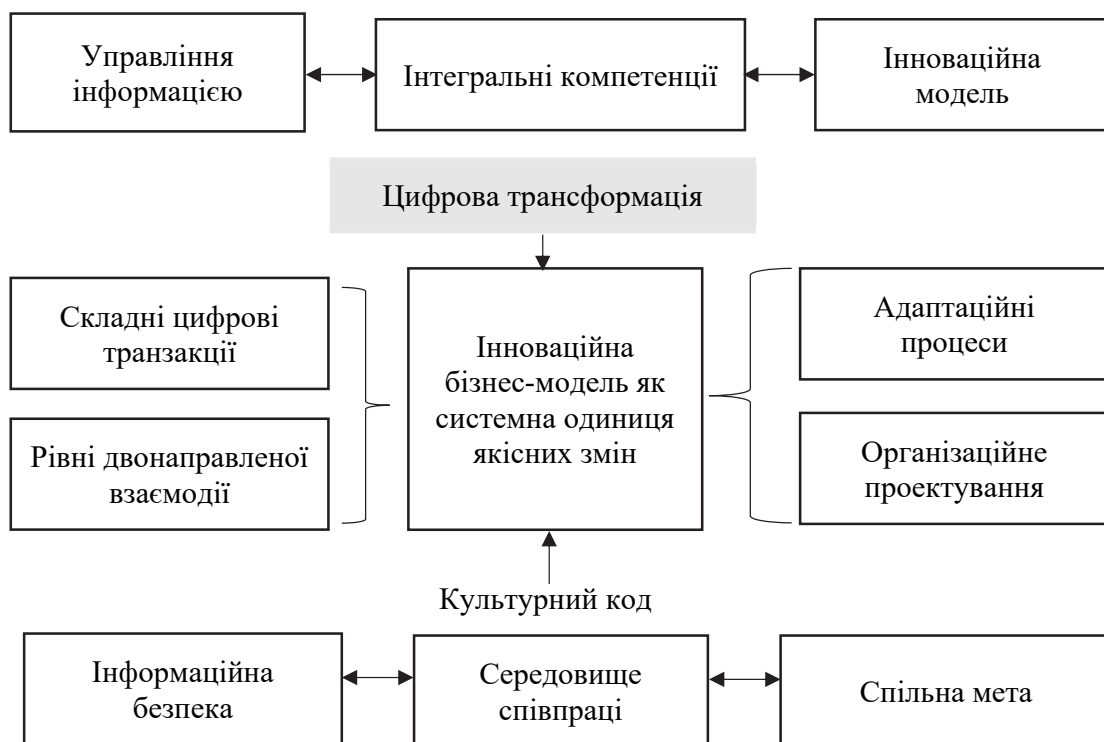 Управління
інформацією
Інтегральні компетенції
Інноваційна
модель
Цифрова трансформація
Складні цифрові
транзакції
Рівні двонаправленої
взаємодії
Інноваційна
бізнес-модель як
системна одиниця
якісних змін
Адаптаційні
процеси
Організаційне
проектування
Культурний код
Інформаційна
безпека
Середовище
співпраці
Спільна мета